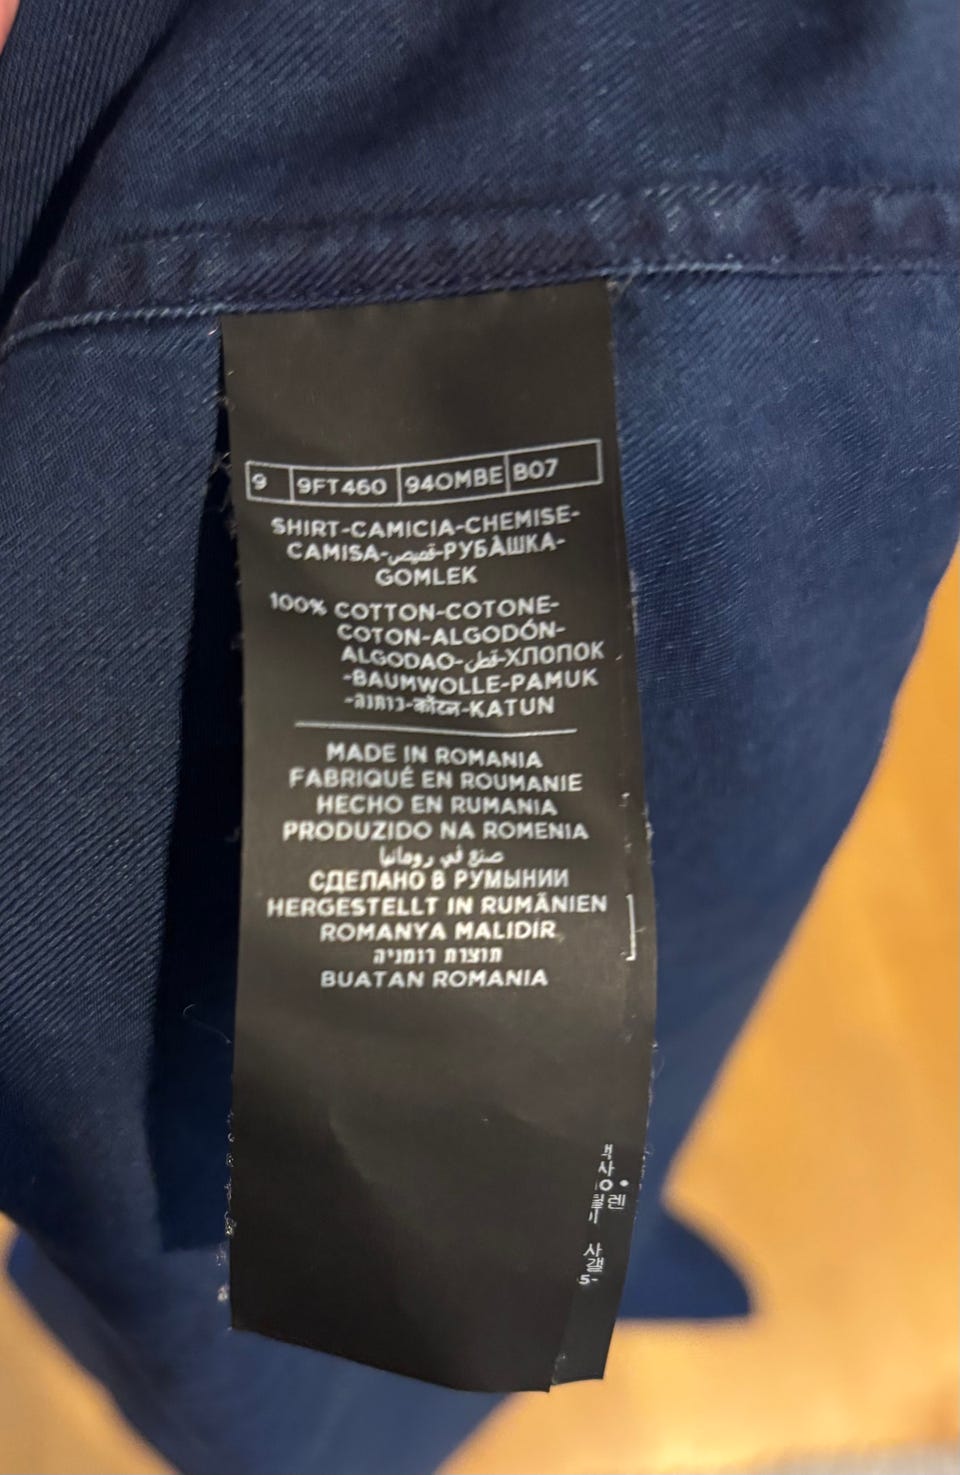 9 9FT460 940MBE B07
SHIRT-CAMICIA-CHEMISE-
CAMISA-قميص-РУБАШКА-
GOMLEK
100% COTTON-COTONE-
COTON-ALGODÓN-
ALGODAO-قطن-ХЛОПОК
-BAUMWOLLE-PAMUK
-כותנה-कॉटन-KATUN
MADE IN ROMANIA
FABRIQUÉ EN ROUMANIE
HECHO EN RUMANIA
PRODUZIDO NA ROMENIA
صنع في رومانيا
СДЕЛАНО В РУМЫНИИ
HERGESTELLT IN RUMÄNIEN
ROMANYA MALIDIR
תוצרת רומניה
BUATAN ROMANIA